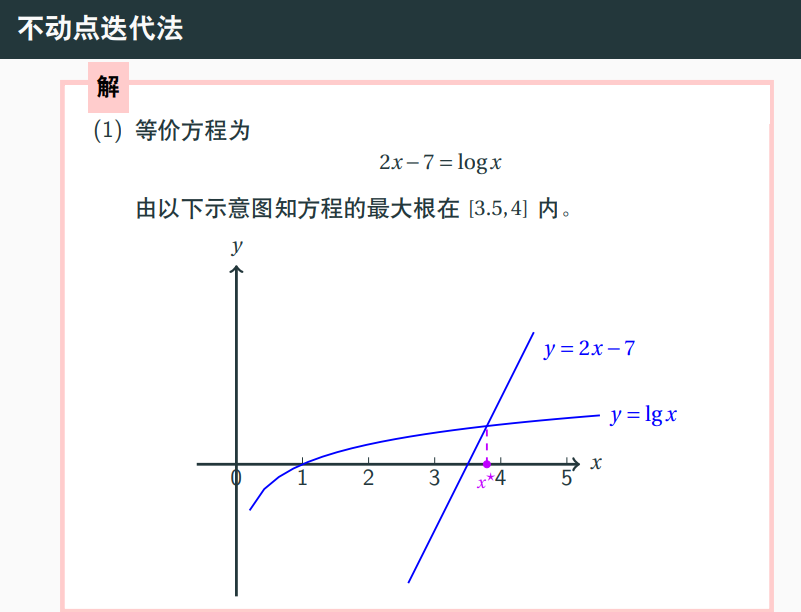 不动点迭代法
解
(1) 等价方程为
2x − 7 = log x
由以下示意图知方程的最大根在 [3.5, 4] 内。
y
y = 2x − 7
y = lg x
x
0 1 2 3 x* 4 5